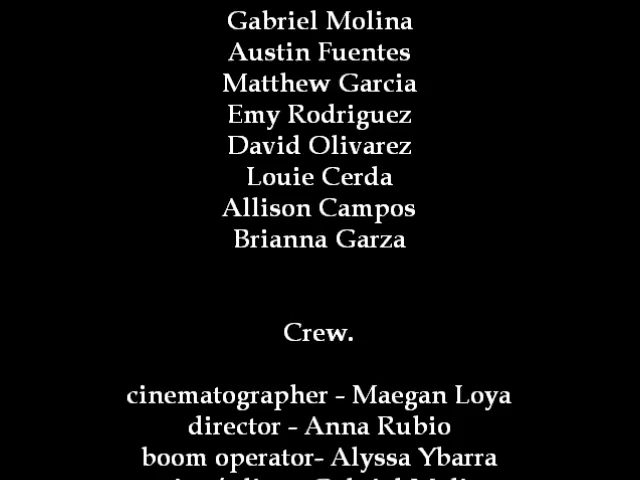 Gabriel Molina
Austin Fuentes
Matthew Garcia
Emy Rodriguez
David Olivarez
Louie Cerda
Allison Campos
Brianna Garza
Crew.
cinematographer - Maegan Loya
director - Anna Rubio
boom operator- Alyssa Ybarra